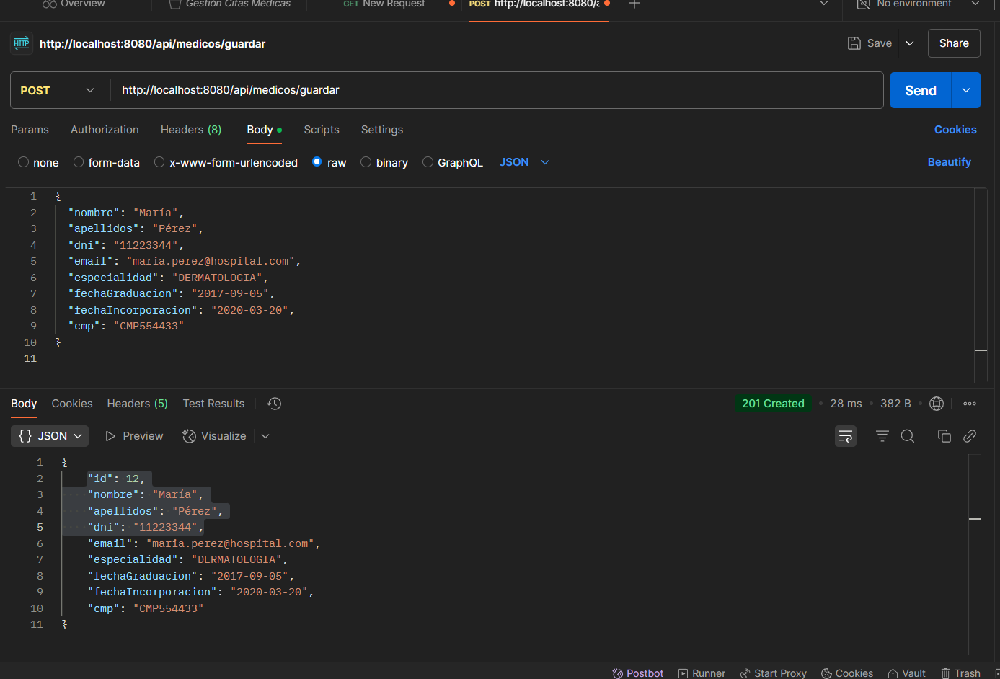 Overview Gestión Citas Médicas GET New Request POST http://localhost:8080/a No environment
HTTP http://localhost:8080/api/medicos/guardar Save Share
POST http://localhost:8080/api/medicos/guardar Send
Params Authorization Headers (8) Body Scripts Settings Cookies
none form-data x-www-form-urlencoded raw binary GraphQL JSON Beautify
1 {
2 "nombre": "María",
3 "apellidos": "Pérez",
4 "dni": "11223344",
5 "email": "maria.perez@hospital.com",
6 "especialidad": "DERMATOLOGIA",
7 "fechaGraduacion": "2017-09-05",
8 "fechaIncorporacion": "2020-03-20",
9 "cmp": "CMP554433"
10 }
11
Body Cookies Headers (5) Test Results 201 Created 28 ms 382 B
{} JSON Preview Visualize
1 {
2 "id": 12,
3 "nombre": "María",
4 "apellidos": "Pérez",
5 "dni": "11223344",
6 "email": "maria.perez@hospital.com",
7 "especialidad": "DERMATOLOGIA",
8 "fechaGraduacion": "2017-09-05",
9 "fechaIncorporacion": "2020-03-20",
10 "cmp": "CMP554433"
11 }
Postbot Runner Start Proxy Cookies Vault Trash